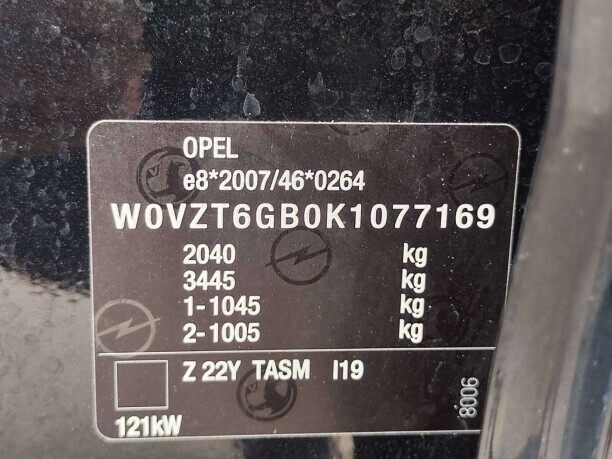 OPEL
e8*2007/46*0264
W0VZT6GB0K1077169
2040 kg
3445 kg
1-1045 kg
2-1005 kg
Z 22Y TASM I19
121kW
8006